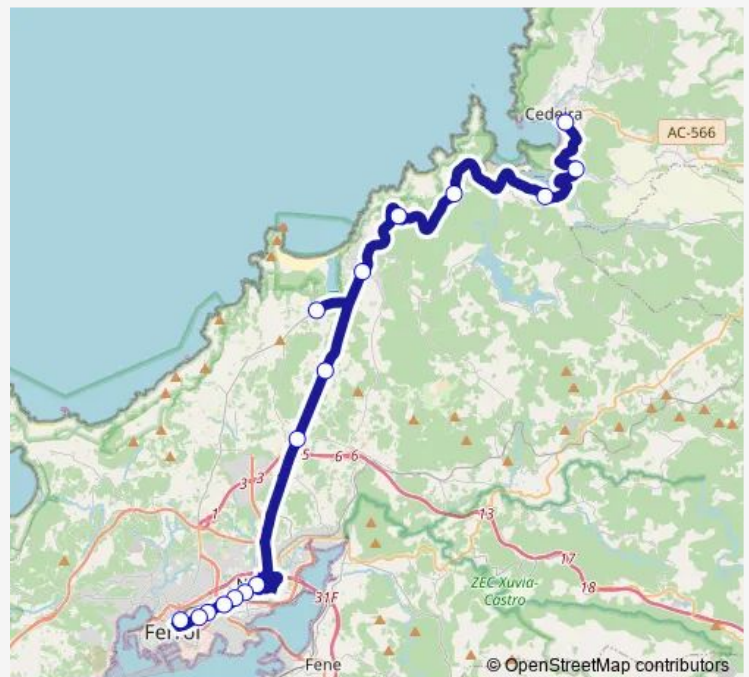 Cedeira
AC-566
5
6
6
3
3
1
13
17
ZEC Xuvia-
Castro
18
31F
N
Ferrol
Fene
© OpenStreetMap contributors